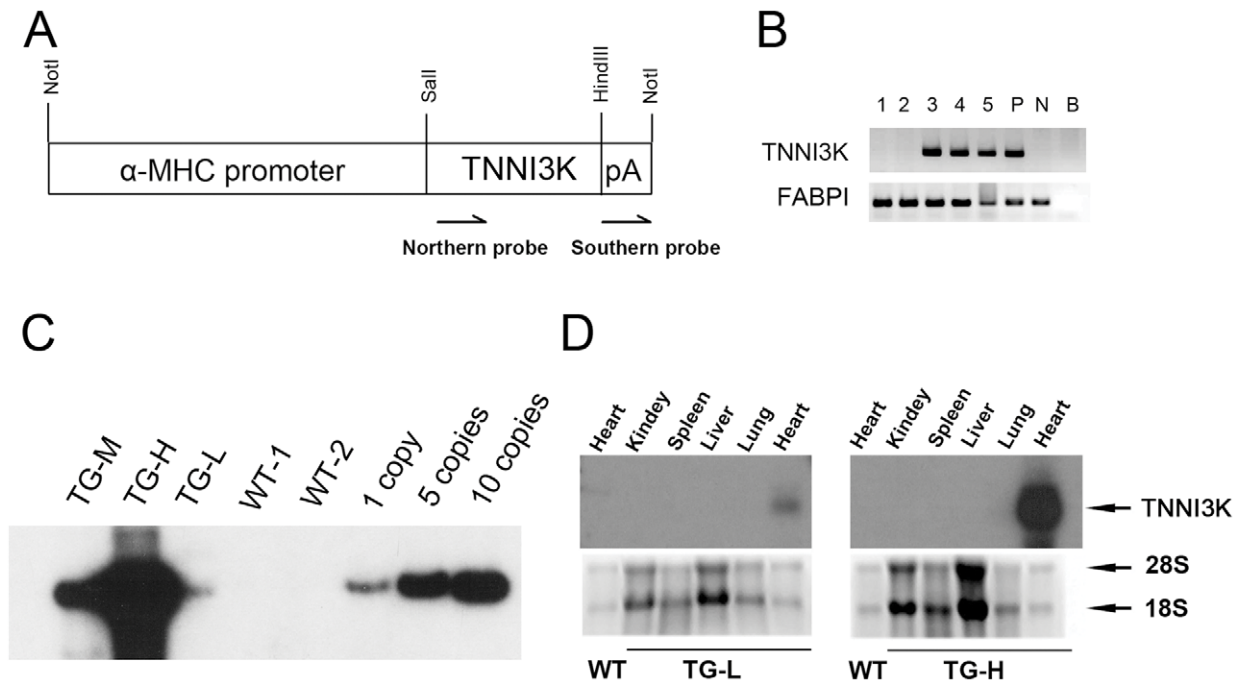 A
NotI
SalI
HindIII
NotI
α-MHC promoter
TNNI3K
pA
Northern probe
Southern probe
B
1 2 3 4 5 P N B
TNNI3K
FABPI
C
TG-M
TG-H
TG-L
WT-1
WT-2
1 copy
5 copies
10 copies
D
Heart
Kindey
Spleen
Liver
Lung
Heart
Heart
Kindey
Spleen
Liver
Lung
Heart
TNNI3K
28S
18S
WT
TG-L
WT
TG-H